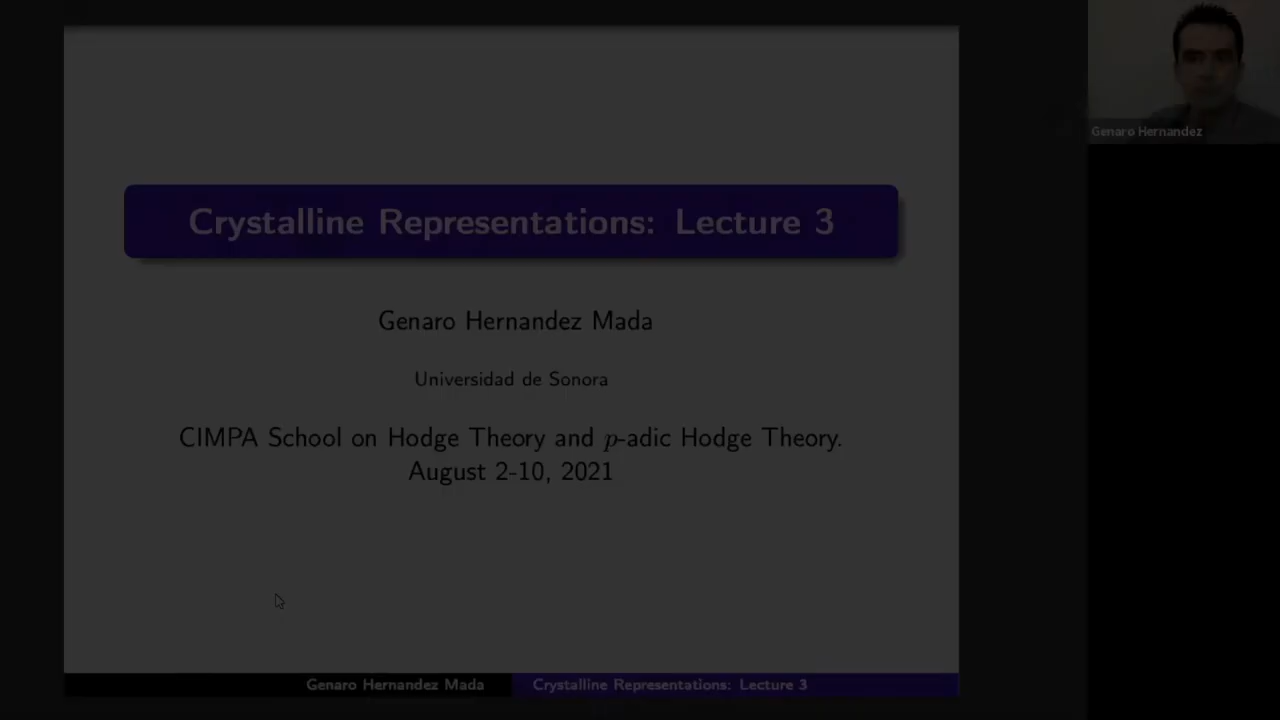 Crystalline Representations: Lecture 3
Genaro Hernandez Mada
Universidad de Sonora
CIMPA School on Hodge Theory and p-adic Hodge Theory.
August 2-10, 2021
Genaro Hernandez Mada
Crystalline Representations: Lecture 3
Genaro Hernandez